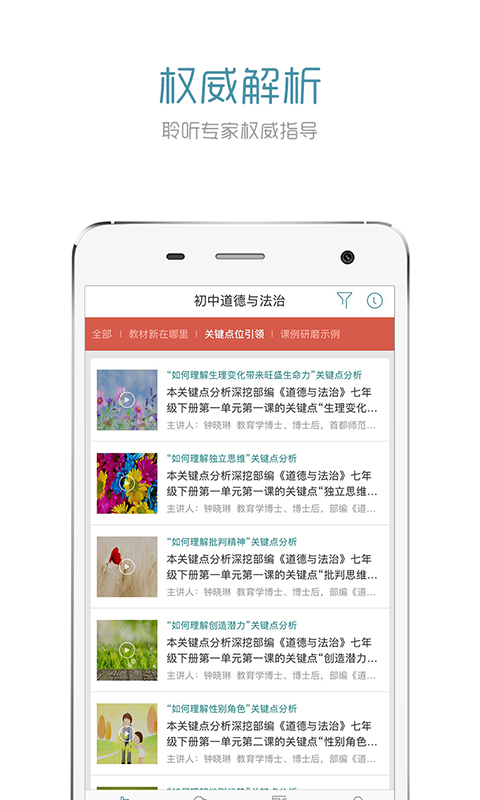 权威解析
聆听专家权威指导
初中道德与法治
全部 | 教材新在哪里 | 关键点位引领 | 课例研磨示例
“如何理解生理变化带来旺盛生命力”关键点分析
本关键点分析深挖部编《道德与法治》七年
级下册第一单元第一课的关键点“生理变化...
主讲人：钟晓琳 教育学博士、博士后，首都师范...
“如何理解独立思维”关键点分析
本关键点分析深挖部编《道德与法治》七年
级下册第一单元第一课的关键点“独立思维...
主讲人：钟晓琳 教育学博士、博士后，部编《道...
“如何理解批判精神”关键点分析
本关键点分析深挖部编《道德与法治》七年
级下册第一单元第一课的关键点“批判思维...
主讲人：钟晓琳 教育学博士、博士后，部编《道...
“如何理解创造潜力”关键点分析
本关键点分析深挖部编《道德与法治》七年
级下册第一单元第一课的关键点“创造潜力...
主讲人：钟晓琳 教育学博士、博士后，部编《道...
“如何理解性别角色”关键点分析
本关键点分析深挖部编《道德与法治》七年
级下册第一单元第二课的关键点“性别角色...
主讲人：钟晓琳 教育学博士、博士后，部编《道...
“如何理解性别优势”关键点分析